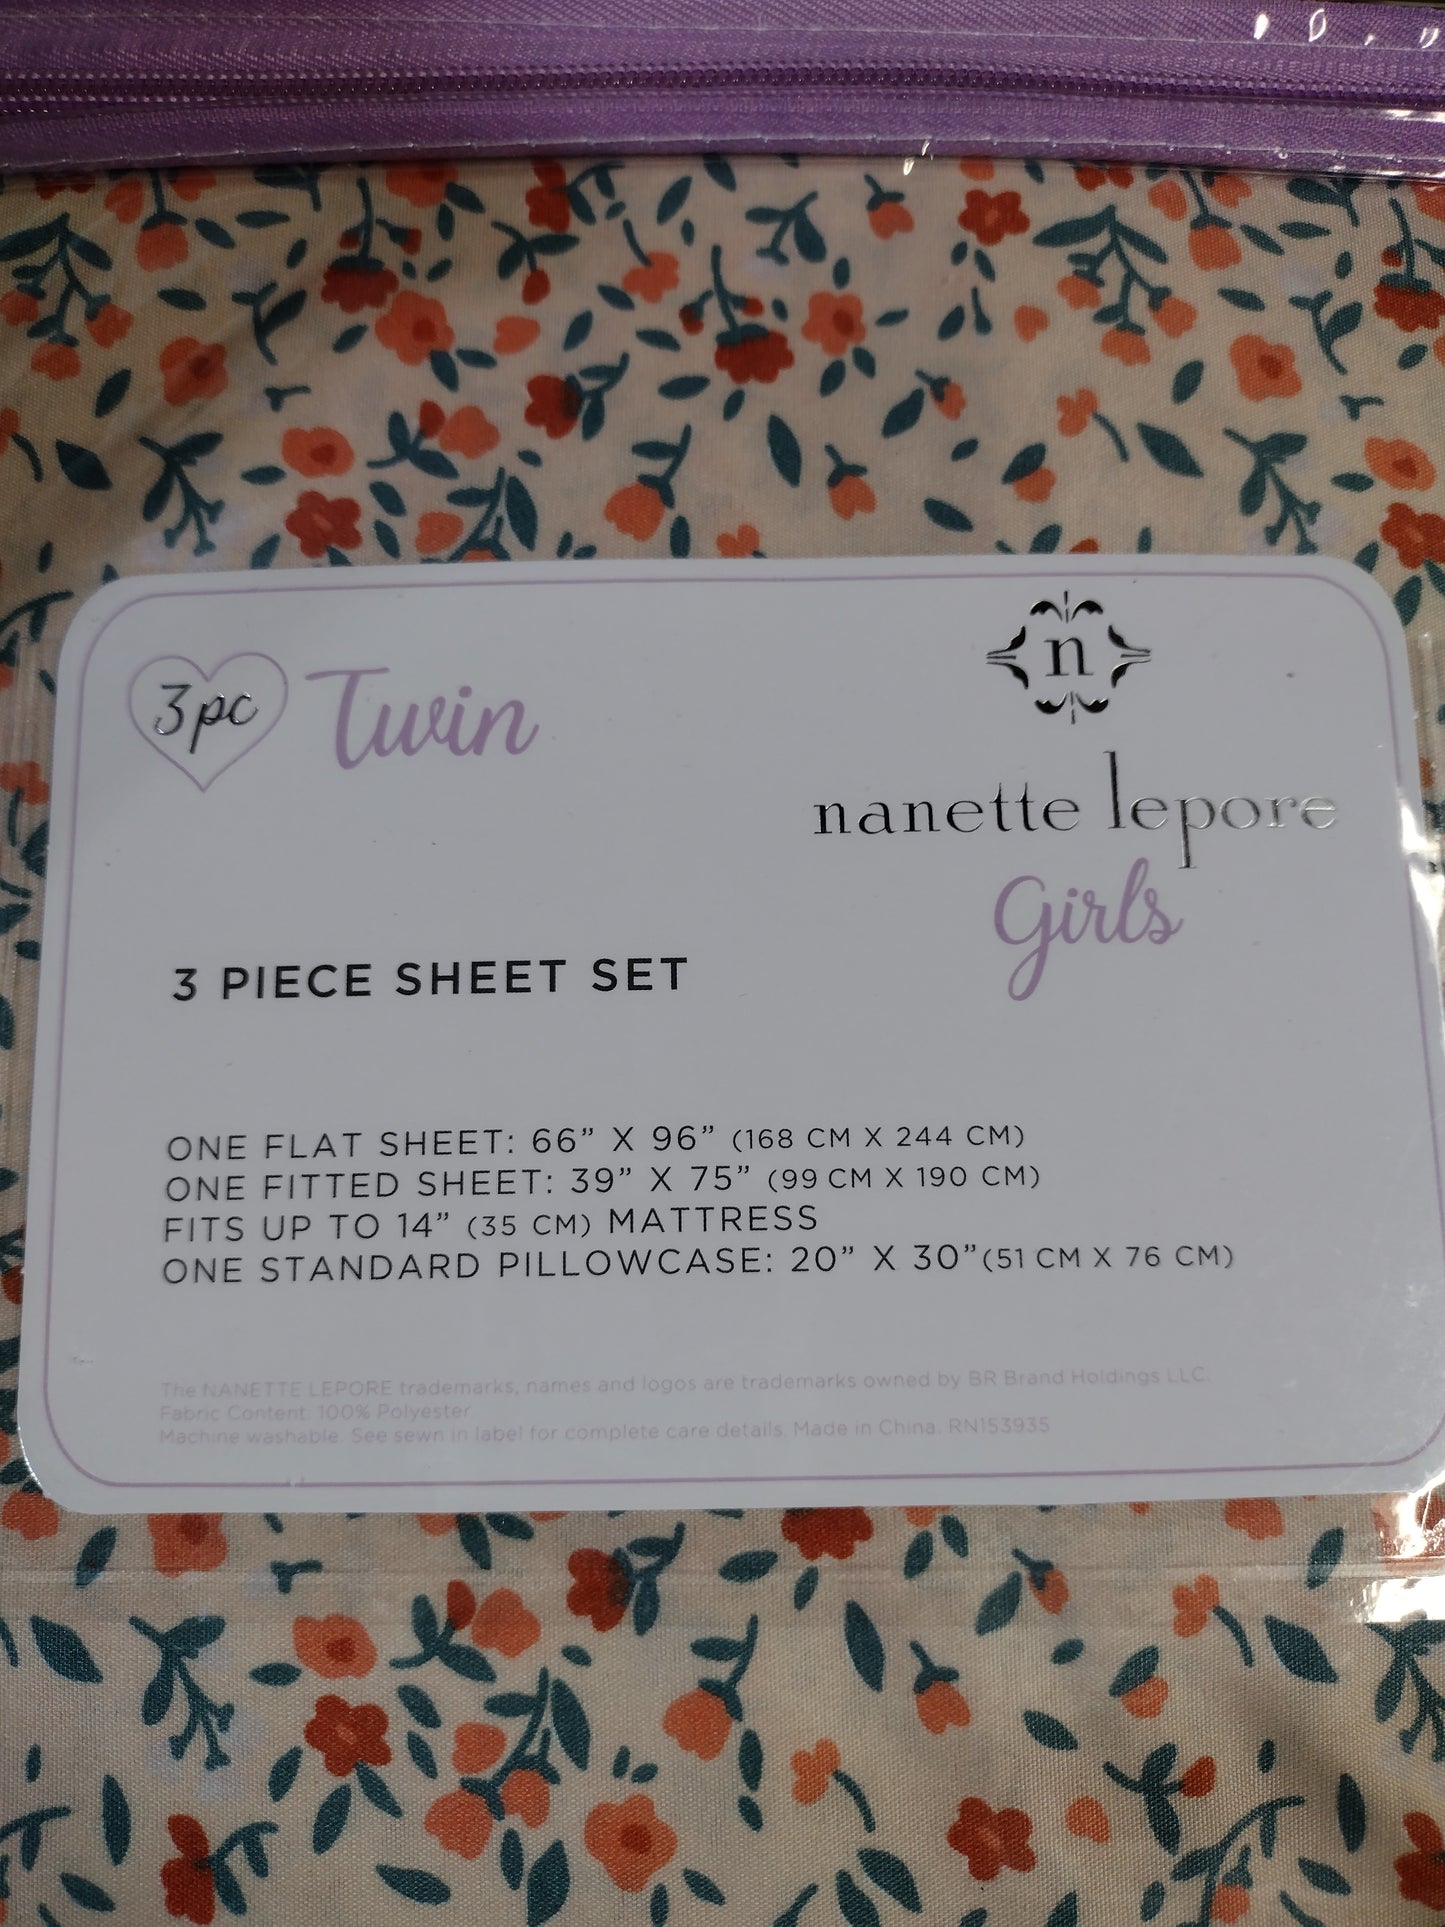 3pc Twin
n
nanette lepore
Girls
3 PIECE SHEET SET
ONE FLAT SHEET: 66” X 96” (168 CM X 244 CM)
ONE FITTED SHEET: 39” X 75” (99 CM X 190 CM)
FITS UP TO 14” (35 CM) MATTRESS
ONE STANDARD PILLOWCASE: 20” X 30”(51 CM X 76 CM)
The NANETTE LEPORE trademarks, names and logos are trademarks owned by BR Brand Holdings LLC.
Fabric Content: 100% Polyester
Machine washable. See sewn in label for complete care details. Made in China. RN153935